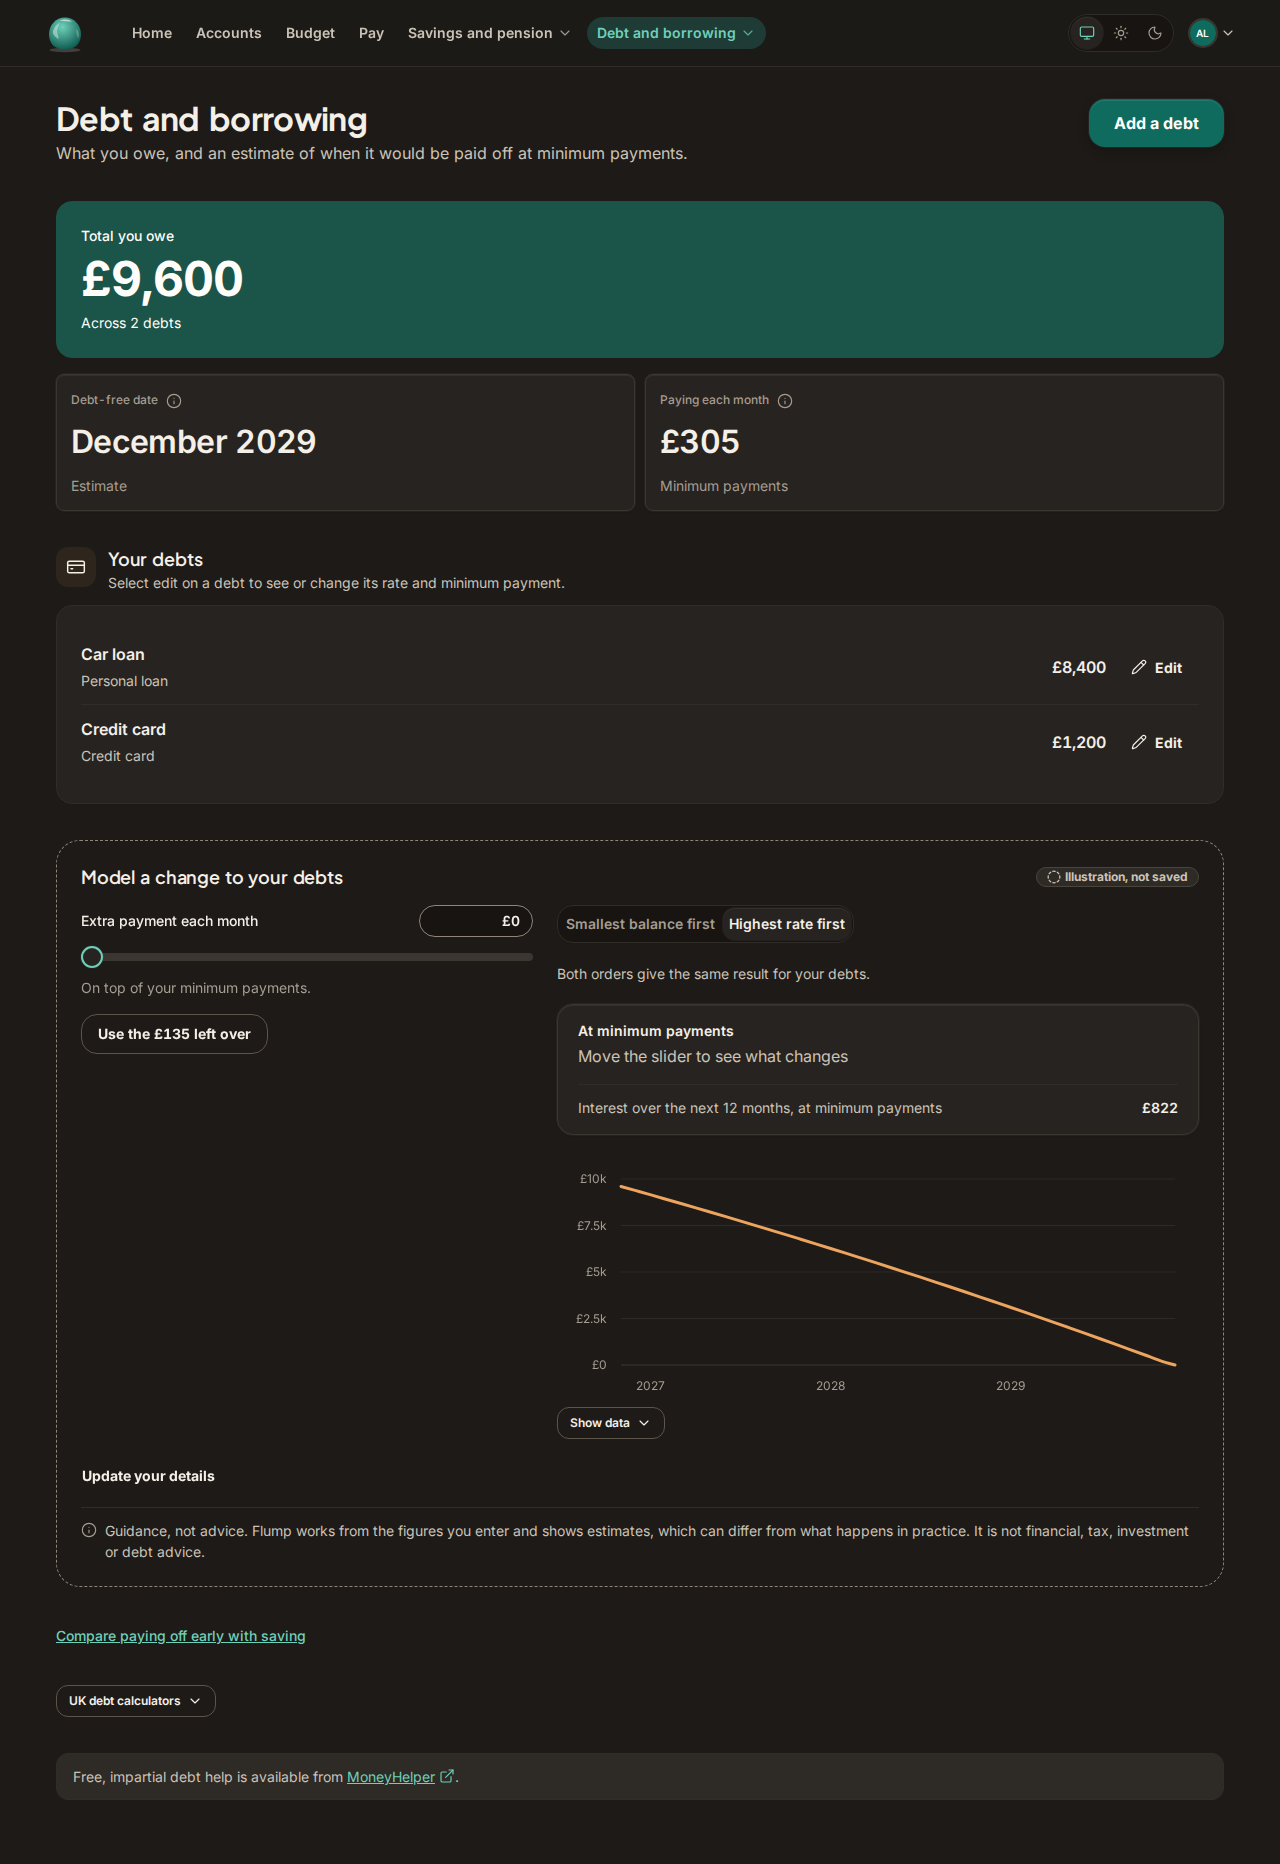 Home
Accounts
Budget
Pay
Savings and pension
Debt and borrowing
AL
Debt and borrowing
What you owe, and an estimate of when it would be paid off at minimum payments.
Add a debt
Total you owe
£9,600
Across 2 debts
Debt-free date
December 2029
Estimate
Paying each month
£305
Minimum payments
Your debts
Select edit on a debt to see or change its rate and minimum payment.
Car loan
Personal loan
£8,400
Edit
Credit card
Credit card
£1,200
Edit
Model a change to your debts
Illustration, not saved
Extra payment each month
£0
On top of your minimum payments.
Use the £135 left over
Smallest balance first
Highest rate first
Both orders give the same result for your debts.
At minimum payments
Move the slider to see what changes
Interest over the next 12 months, at minimum payments
£822
£10k
£7.5k
£5k
£2.5k
£0
2027
2028
2029
Show data
Update your details
Guidance, not advice. Flump works from the figures you enter and shows estimates, which can differ from what happens in practice. It is not financial, tax, investment
or debt advice.
Compare paying off early with saving
UK debt calculators
Free, impartial debt help is available from MoneyHelper.